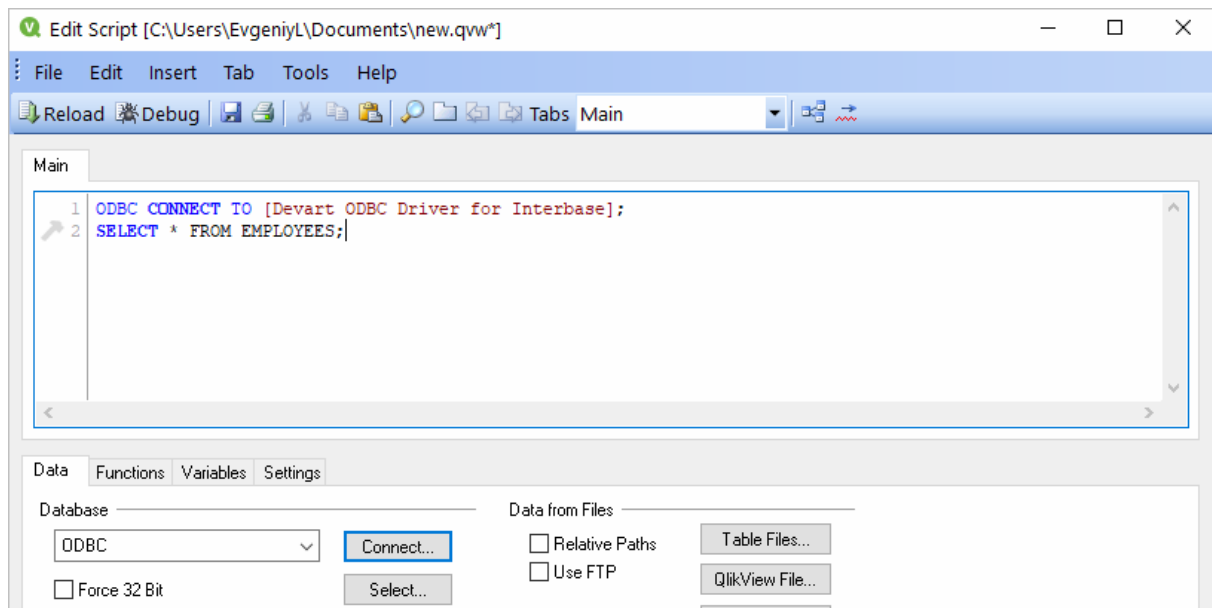 Edit Script [C:\Users\EvgeniyL\Documents\new.qvw*]
File Edit Insert Tab Tools Help
Reload Debug Tabs Main
Main
1 ODBC CONNECT TO [Devart ODBC Driver for Interbase];
2 SELECT * FROM EMPLOYEES;
Data Functions Variables Settings
Database Data from Files
ODBC Connect... Relative Paths Table Files...
Use FTP
Force 32 Bit Select... QlikView File...